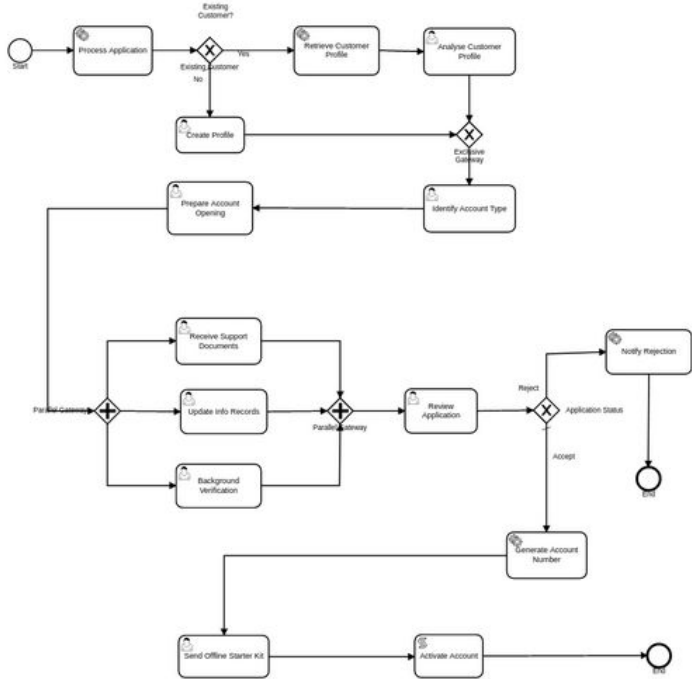 Existing
Customer?
Start
Process Application
Existing Customer
Yes
No
Retrieve Customer
Profile
Analyse Customer
Profile
Create Profile
Exclusive
Gateway
Prepare Account
Opening
Identify Account Type
Receive Support
Documents
Parallel Gateway
Update Info Records
Parallel Gateway
Background
Verification
Review
Application
Reject
Application Status
Accept
Notify Rejection
End
Generate Account
Number
Send Offline Starter Kit
Activate Account
End